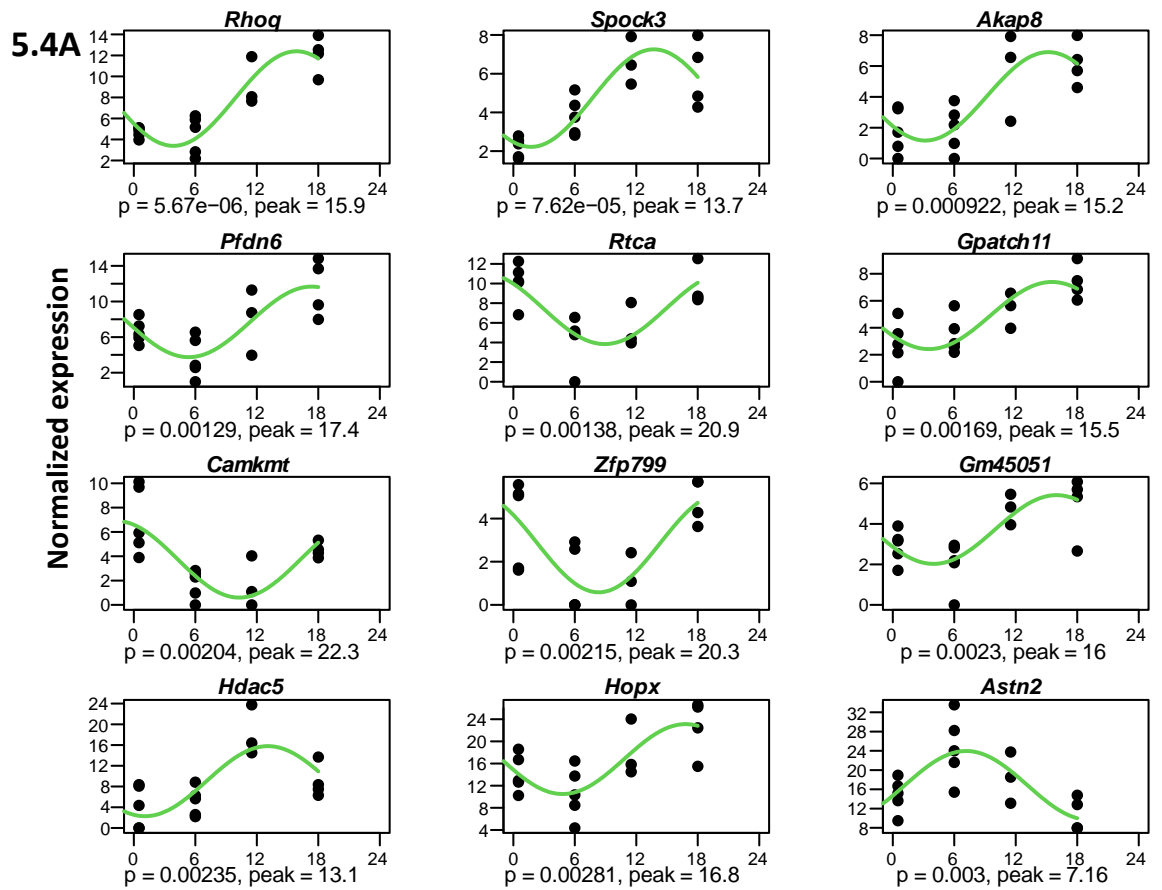 5.4A
Normalized expression
Rhoq
14
12
10
8
6
4
2
0 6 12 18 24
p = 5.67e−06, peak = 15.9
Spock3
8
6
4
2
0 6 12 18 24
p = 7.62e−05, peak = 13.7
Akap8
8
6
4
2
0
0 6 12 18 24
p = 0.000922, peak = 15.2
Pfdn6
14
10
6
2
0 6 12 18 24
p = 0.00129, peak = 17.4
Rtca
12
10
8
6
4
2
0
0 6 12 18 24
p = 0.00138, peak = 20.9
Gpatch11
8
6
4
2
0
0 6 12 18 24
p = 0.00169, peak = 15.5
Camkmt
10
8
6
4
2
0
0 6 12 18 24
p = 0.00204, peak = 22.3
Zfp799
4
2
0
0 6 12 18 24
p = 0.00215, peak = 20.3
Gm45051
6
4
2
0
0 6 12 18 24
p = 0.0023, peak = 16
Hdac5
24
20
16
12
8
4
0
0 6 12 18 24
p = 0.00235, peak = 13.1
Hopx
24
20
16
12
8
4
0 6 12 18 24
p = 0.00281, peak = 16.8
Astn2
32
28
24
20
16
12
8
0 6 12 18 24
p = 0.003, peak = 7.16